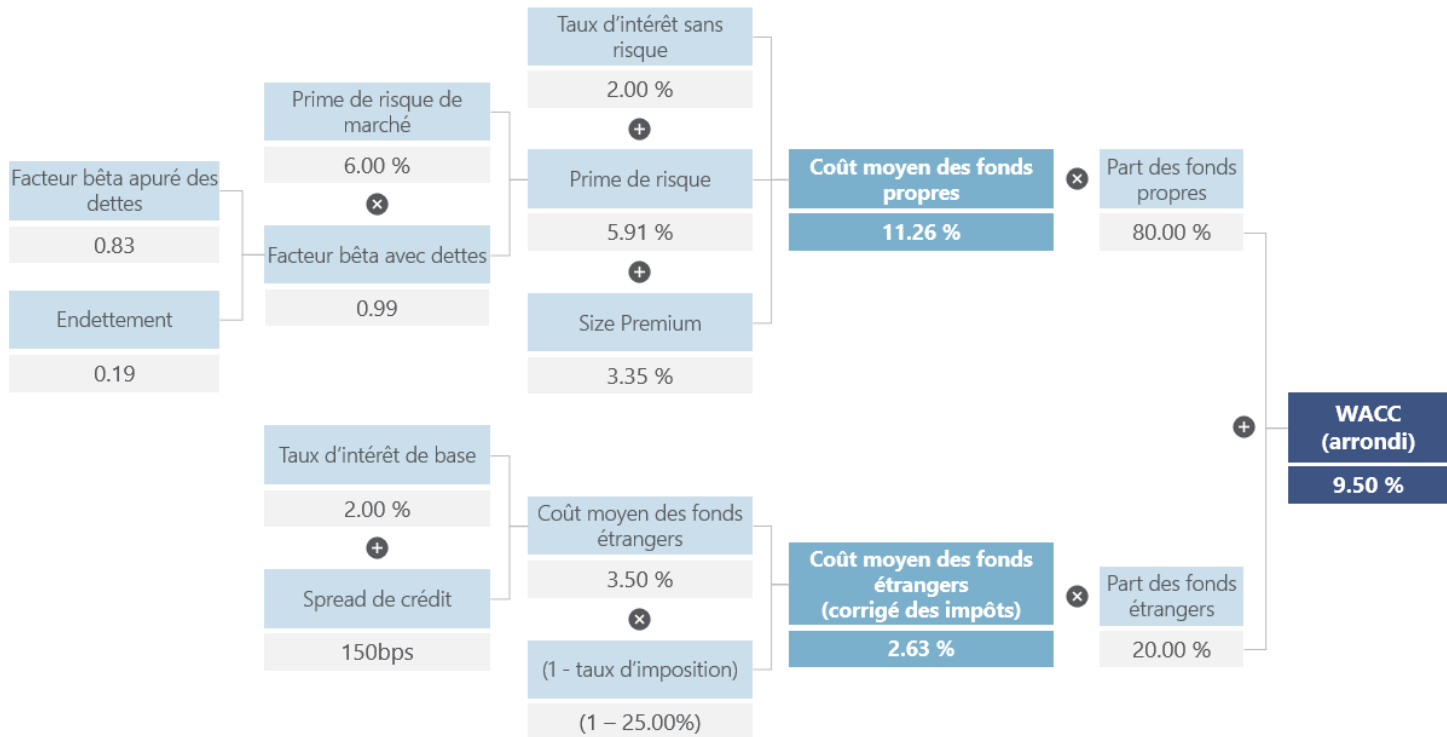 Facteur bêta apuré des
dettes
0.83
Endettement
0.19
Prime de risque de
marché
6.00 %
×
Facteur bêta avec dettes
0.99
Taux d’intérêt sans
risque
2.00 %
+
Prime de risque
5.91 %
+
Size Premium
3.35 %
Coût moyen des fonds
propres
11.26 %
×
Part des fonds
propres
80.00 %
Taux d’intérêt de base
2.00 %
+
Spread de crédit
150bps
Coût moyen des fonds
étrangers
3.50 %
×
(1 - taux d’imposition)
(1 – 25.00%)
Coût moyen des fonds
étrangers
(corrigé des impôts)
2.63 %
×
Part des fonds
étrangers
20.00 %
+
WACC
(arrondi)
9.50 %